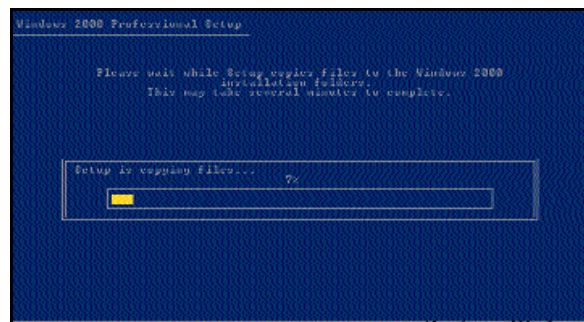 Windows 2000 Professional Setup
Please wait while Setup copies files to the Windows 2000
installation folders.
This may take several minutes to complete.
Setup is copying files...
7%